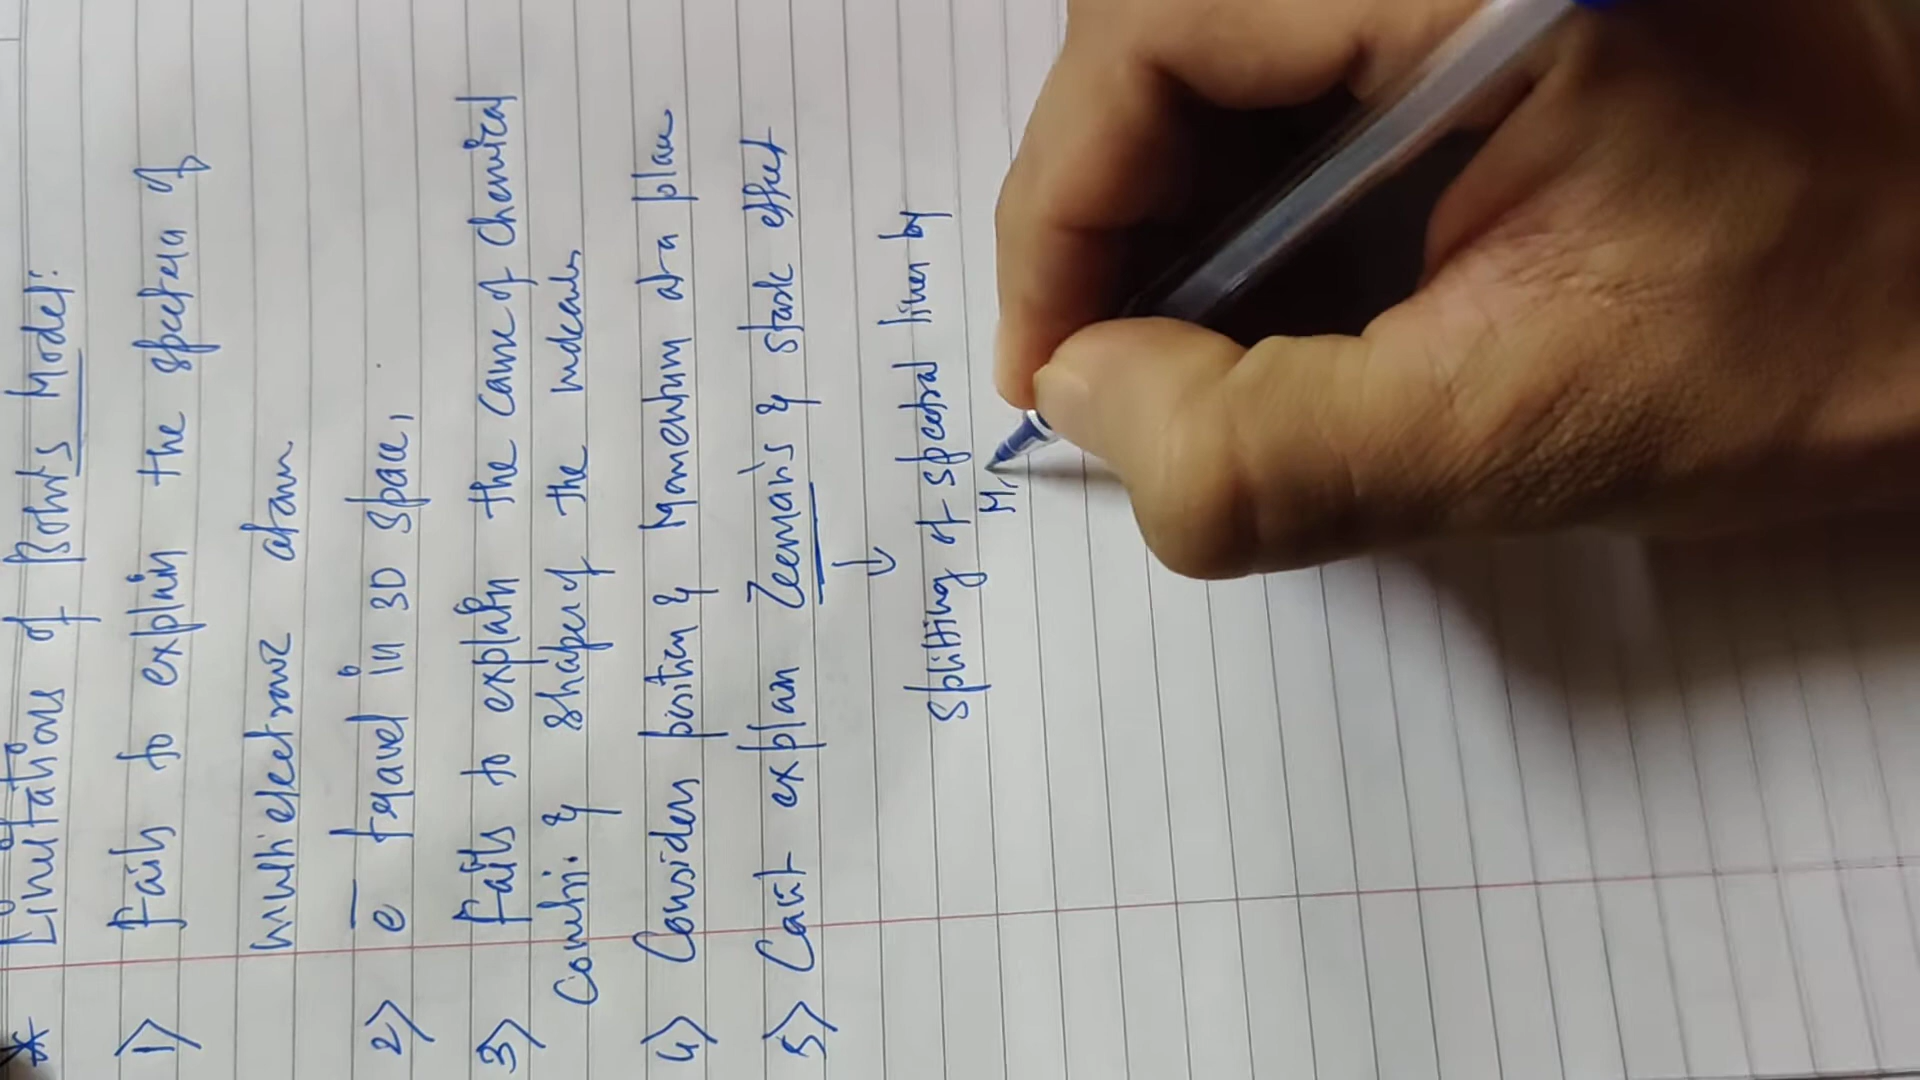 * Limitations of Bohr's Model:
1) Fails to explain the spectra of
multielectronic atom
2) e⁻ travel in 3D space,
3) Fails to explain the cause of Chemical
Combi. & shapes of the molecules
4) Considers position & Momentum at a place
5) Can't explain Zeeman's & stark effect
↓
Splitting of spectral lines by